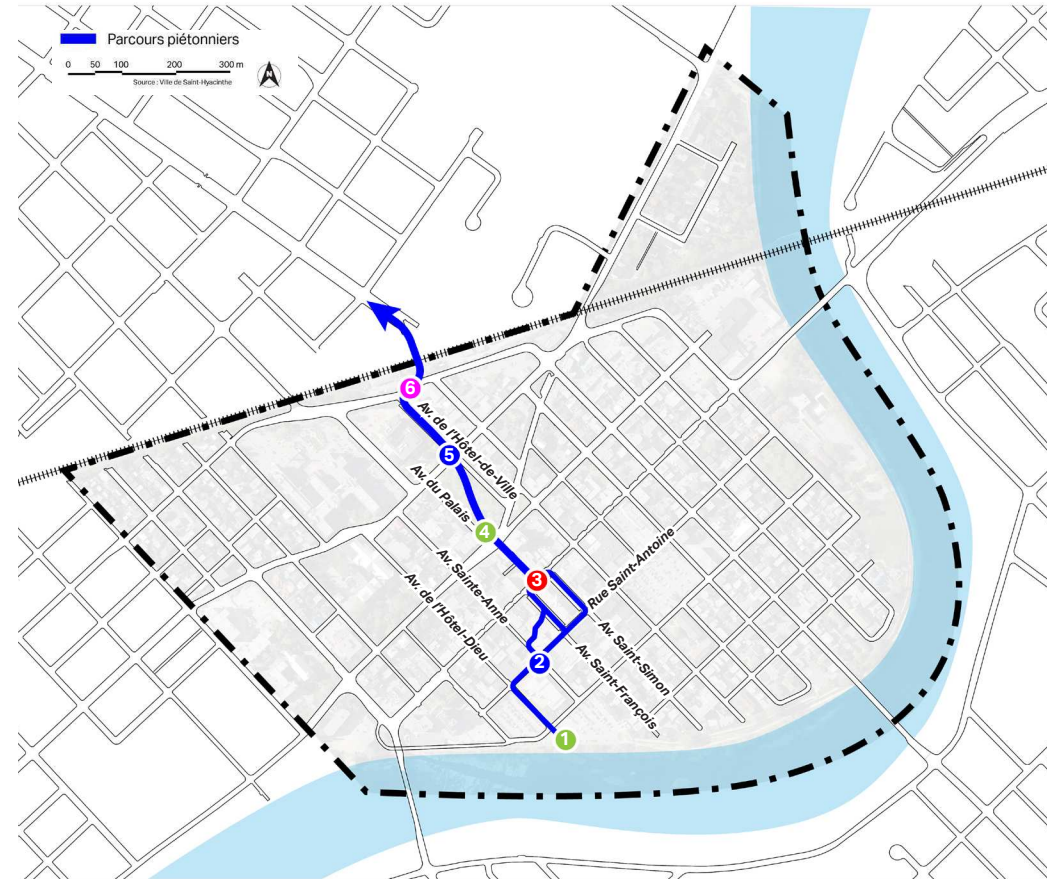 Parcours piétonniers
0 50 100 200 300 m
Source : Ville de Saint-Hyacinthe
N
6
Av. de l'Hôtel-de-Ville
5
Av. du Palais
4
3
Rue Saint-Antoine
Av. Sainte-Anne
Av. de l'Hôtel-Dieu
2
Av. Saint-Simon
Av. Saint-François
1